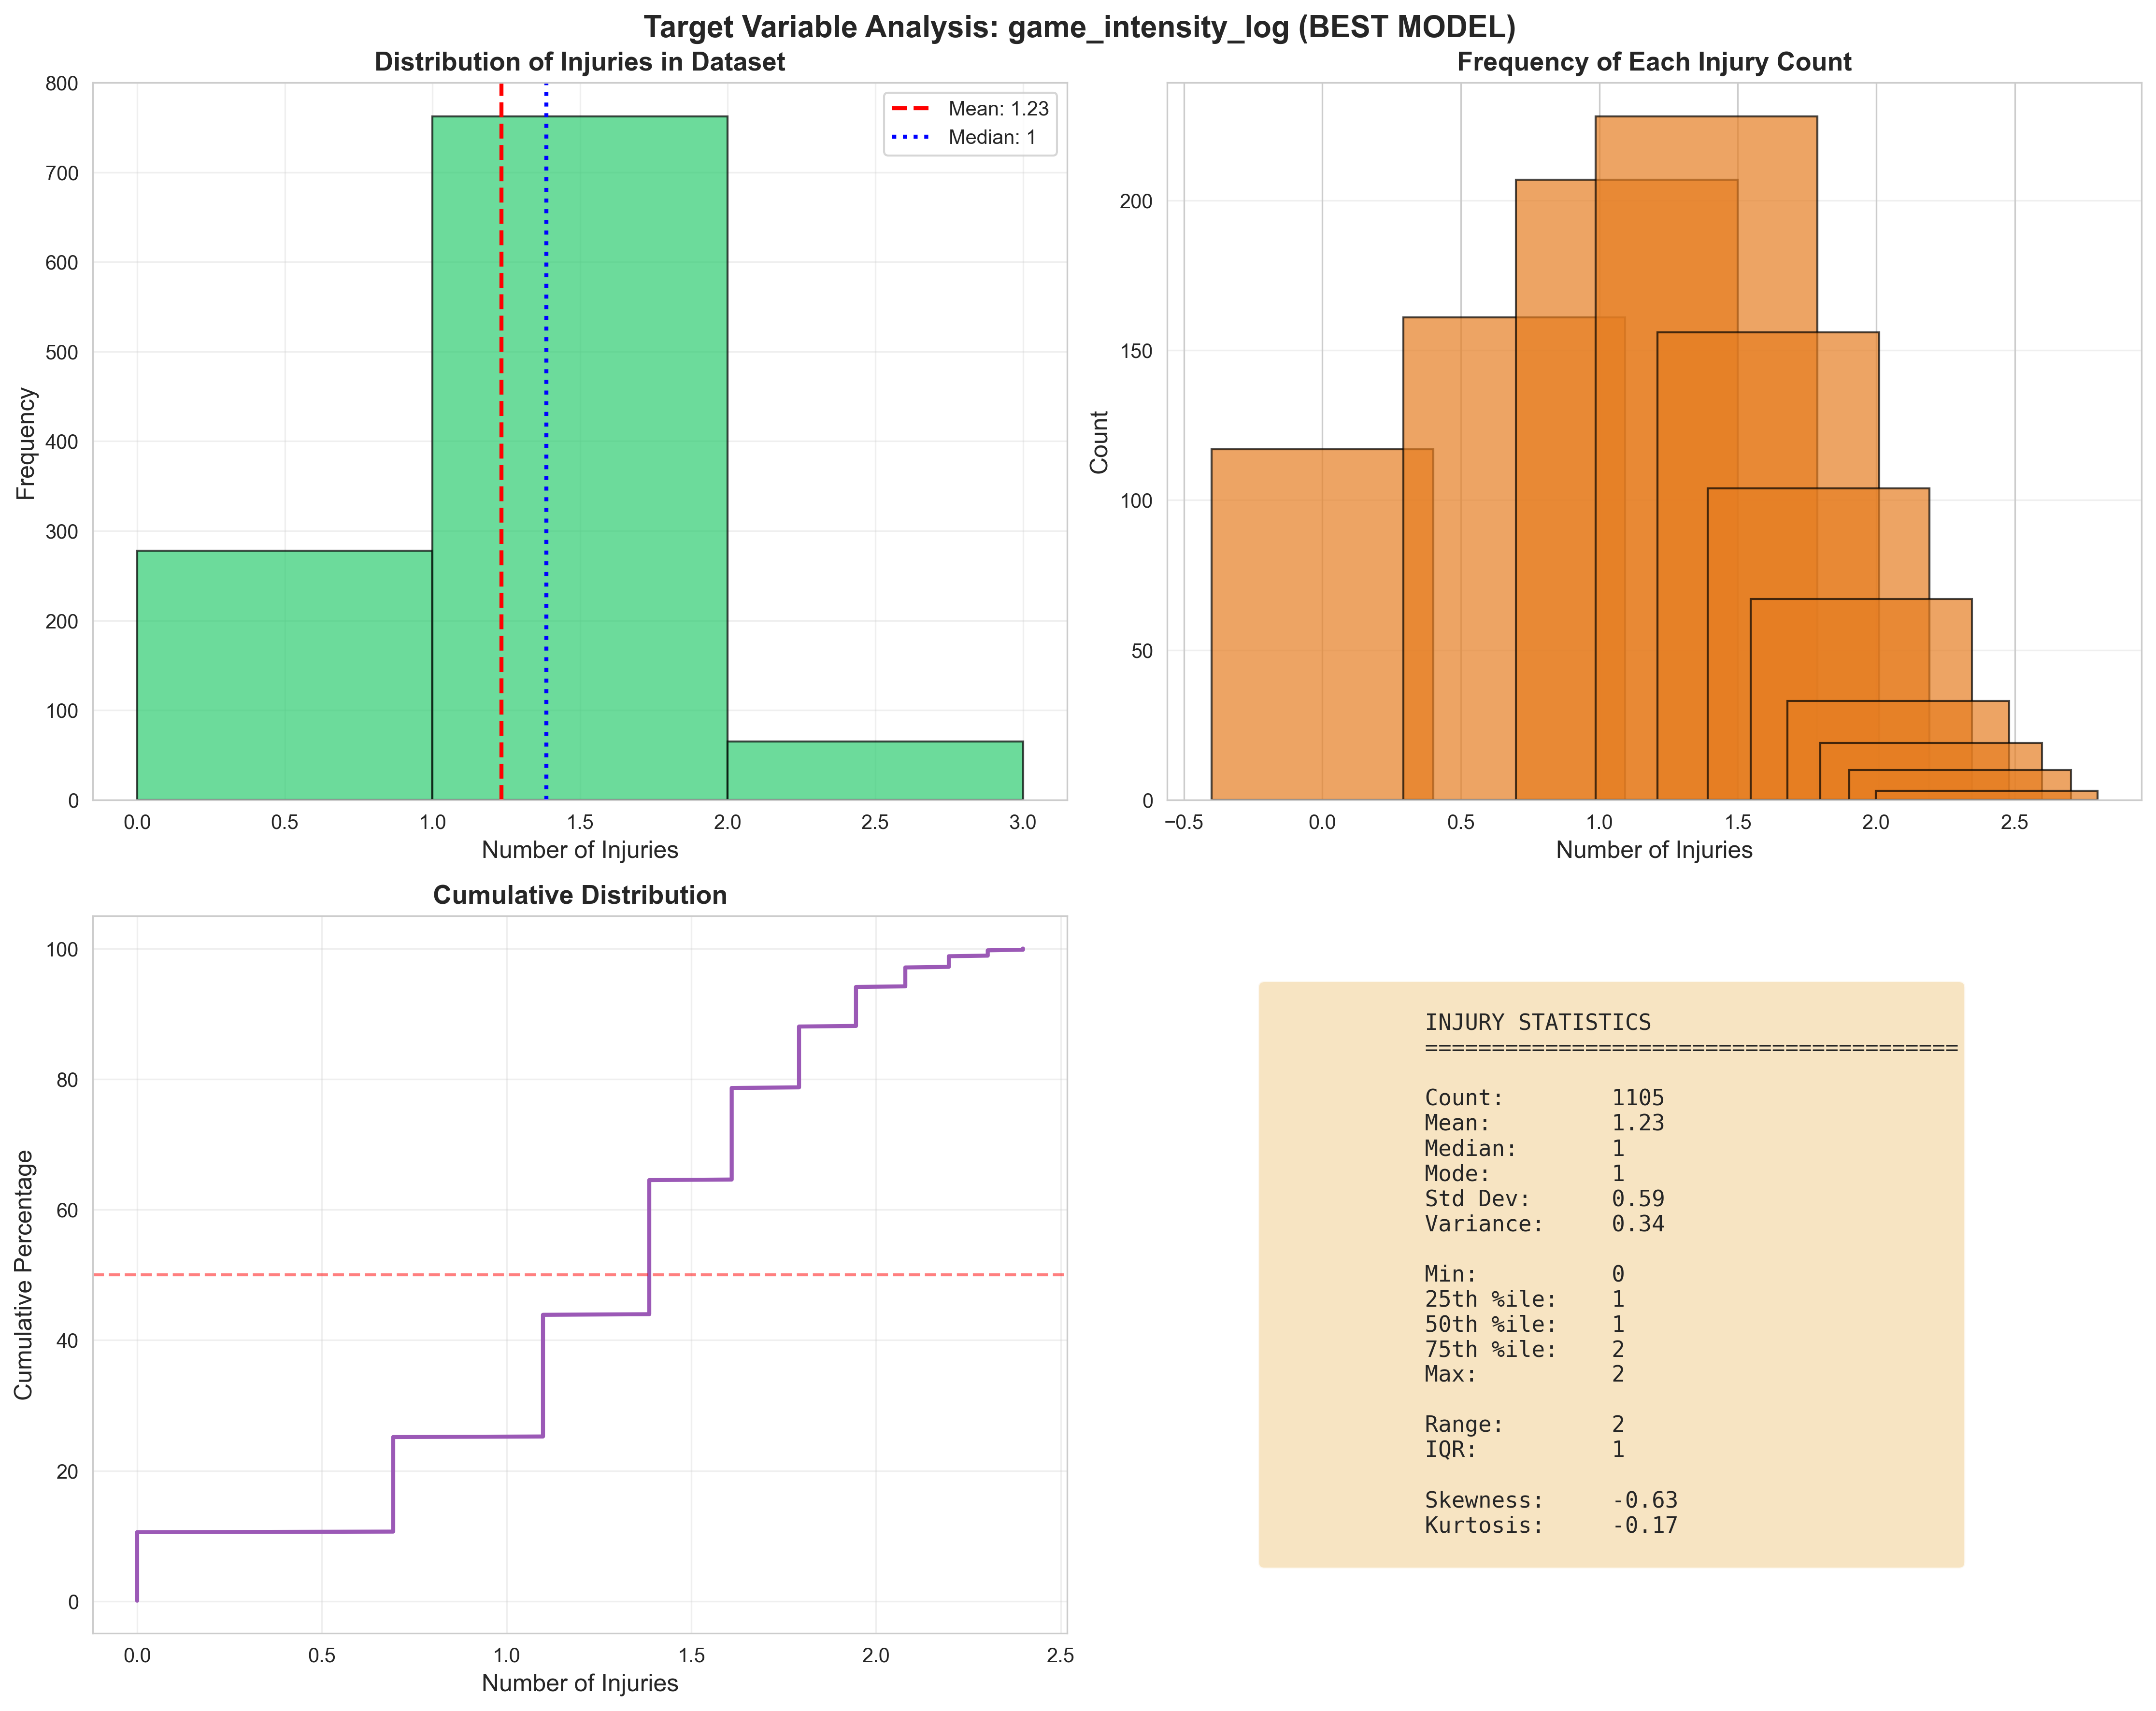 Target Variable Analysis: game_intensity_log (BEST MODEL)
Distribution of Injuries in Dataset
800
700
600
500
400
300
200
100
0
Frequency
Mean: 1.23
Median: 1
0.0 0.5 1.0 1.5 2.0 2.5 3.0
Number of Injuries
Frequency of Each Injury Count
200
150
100
50
0
Count
−0.5 0.0 0.5 1.0 1.5 2.0 2.5
Number of Injuries
Cumulative Distribution
100
80
60
40
20
0
Cumulative Percentage
0.0 0.5 1.0 1.5 2.0 2.5
Number of Injuries
INJURY STATISTICS
========================================
Count: 1105
Mean: 1.23
Median: 1
Mode: 1
Std Dev: 0.59
Variance: 0.34
Min: 0
25th %ile: 1
50th %ile: 1
75th %ile: 2
Max: 2
Range: 2
IQR: 1
Skewness: -0.63
Kurtosis: -0.17